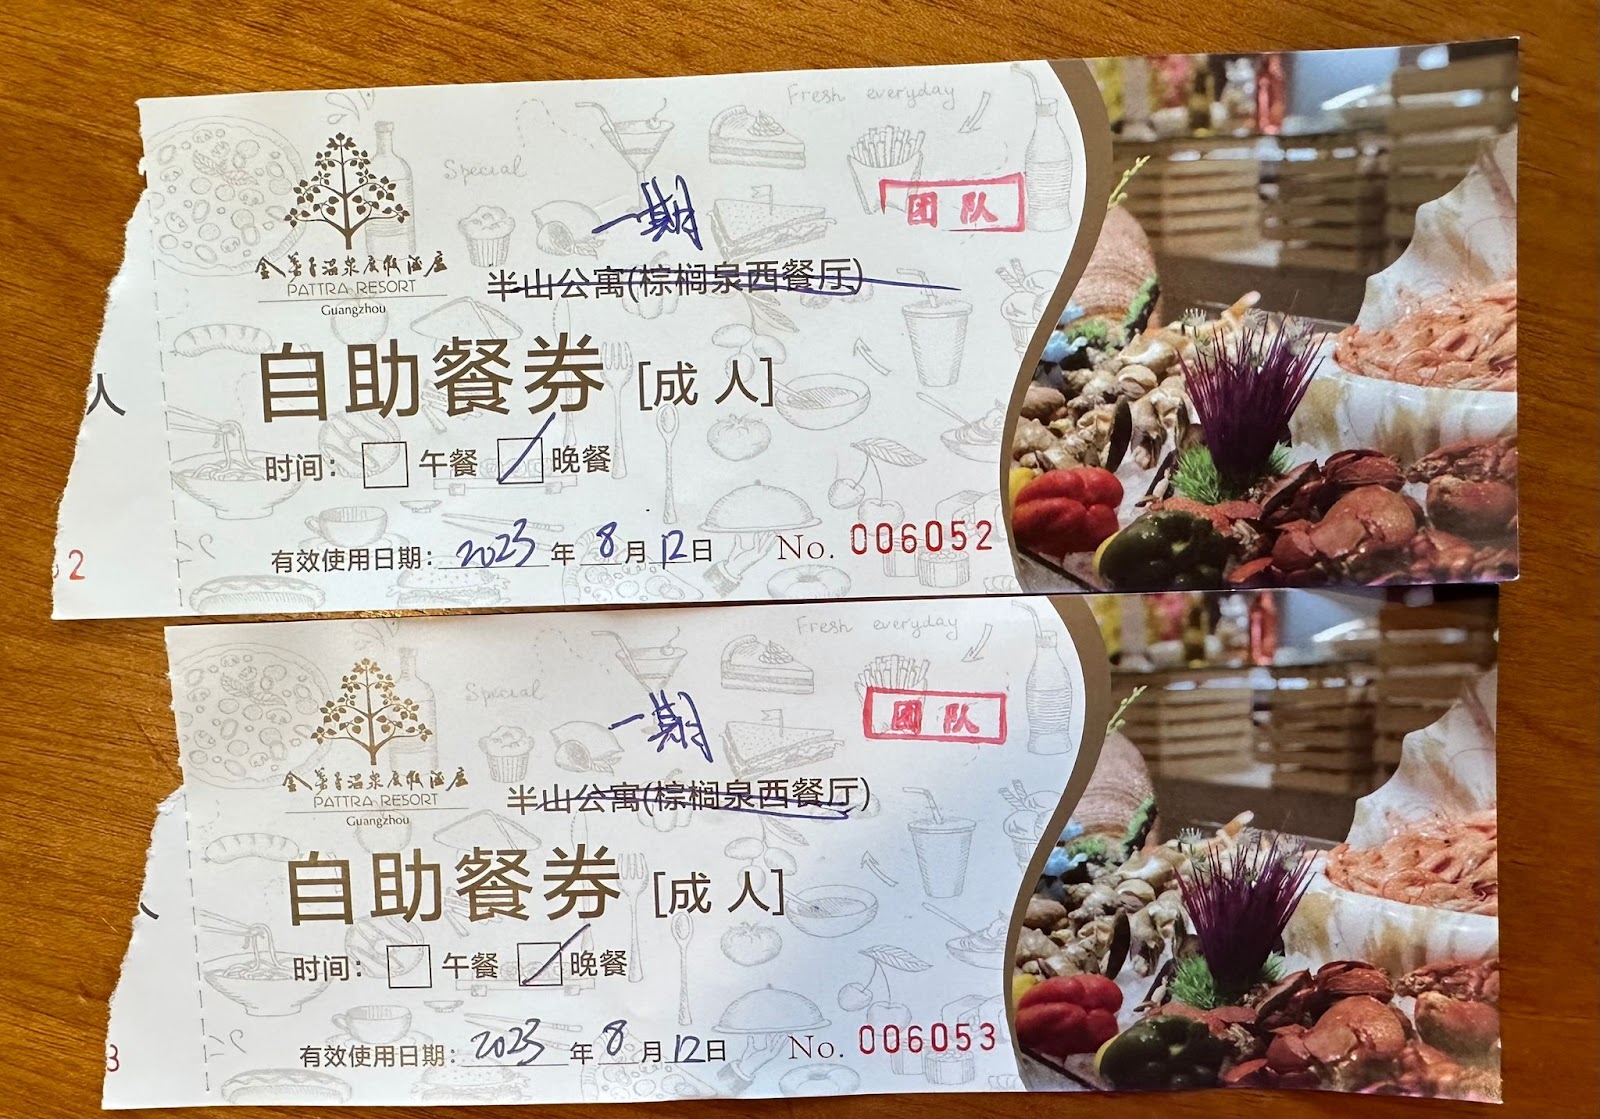 Fresh everyday
Special
团队
一期
金菩提温泉度假酒店
PATTRA RESORT
Guangzhou
半山公寓(棕榈泉西餐厅)
自助餐券 [成人]
人
时间: 午餐 晚餐
有效使用日期: 2023 年 8 月 12 日 No. 006052
2
Fresh everyday
Special
团队
一期
金菩提温泉度假酒店
PATTRA RESORT
Guangzhou
半山公寓(棕榈泉西餐厅)
自助餐券 [成人]
时间: 午餐 晚餐
有效使用日期: 2023 年 8 月 12 日 No. 006053
3